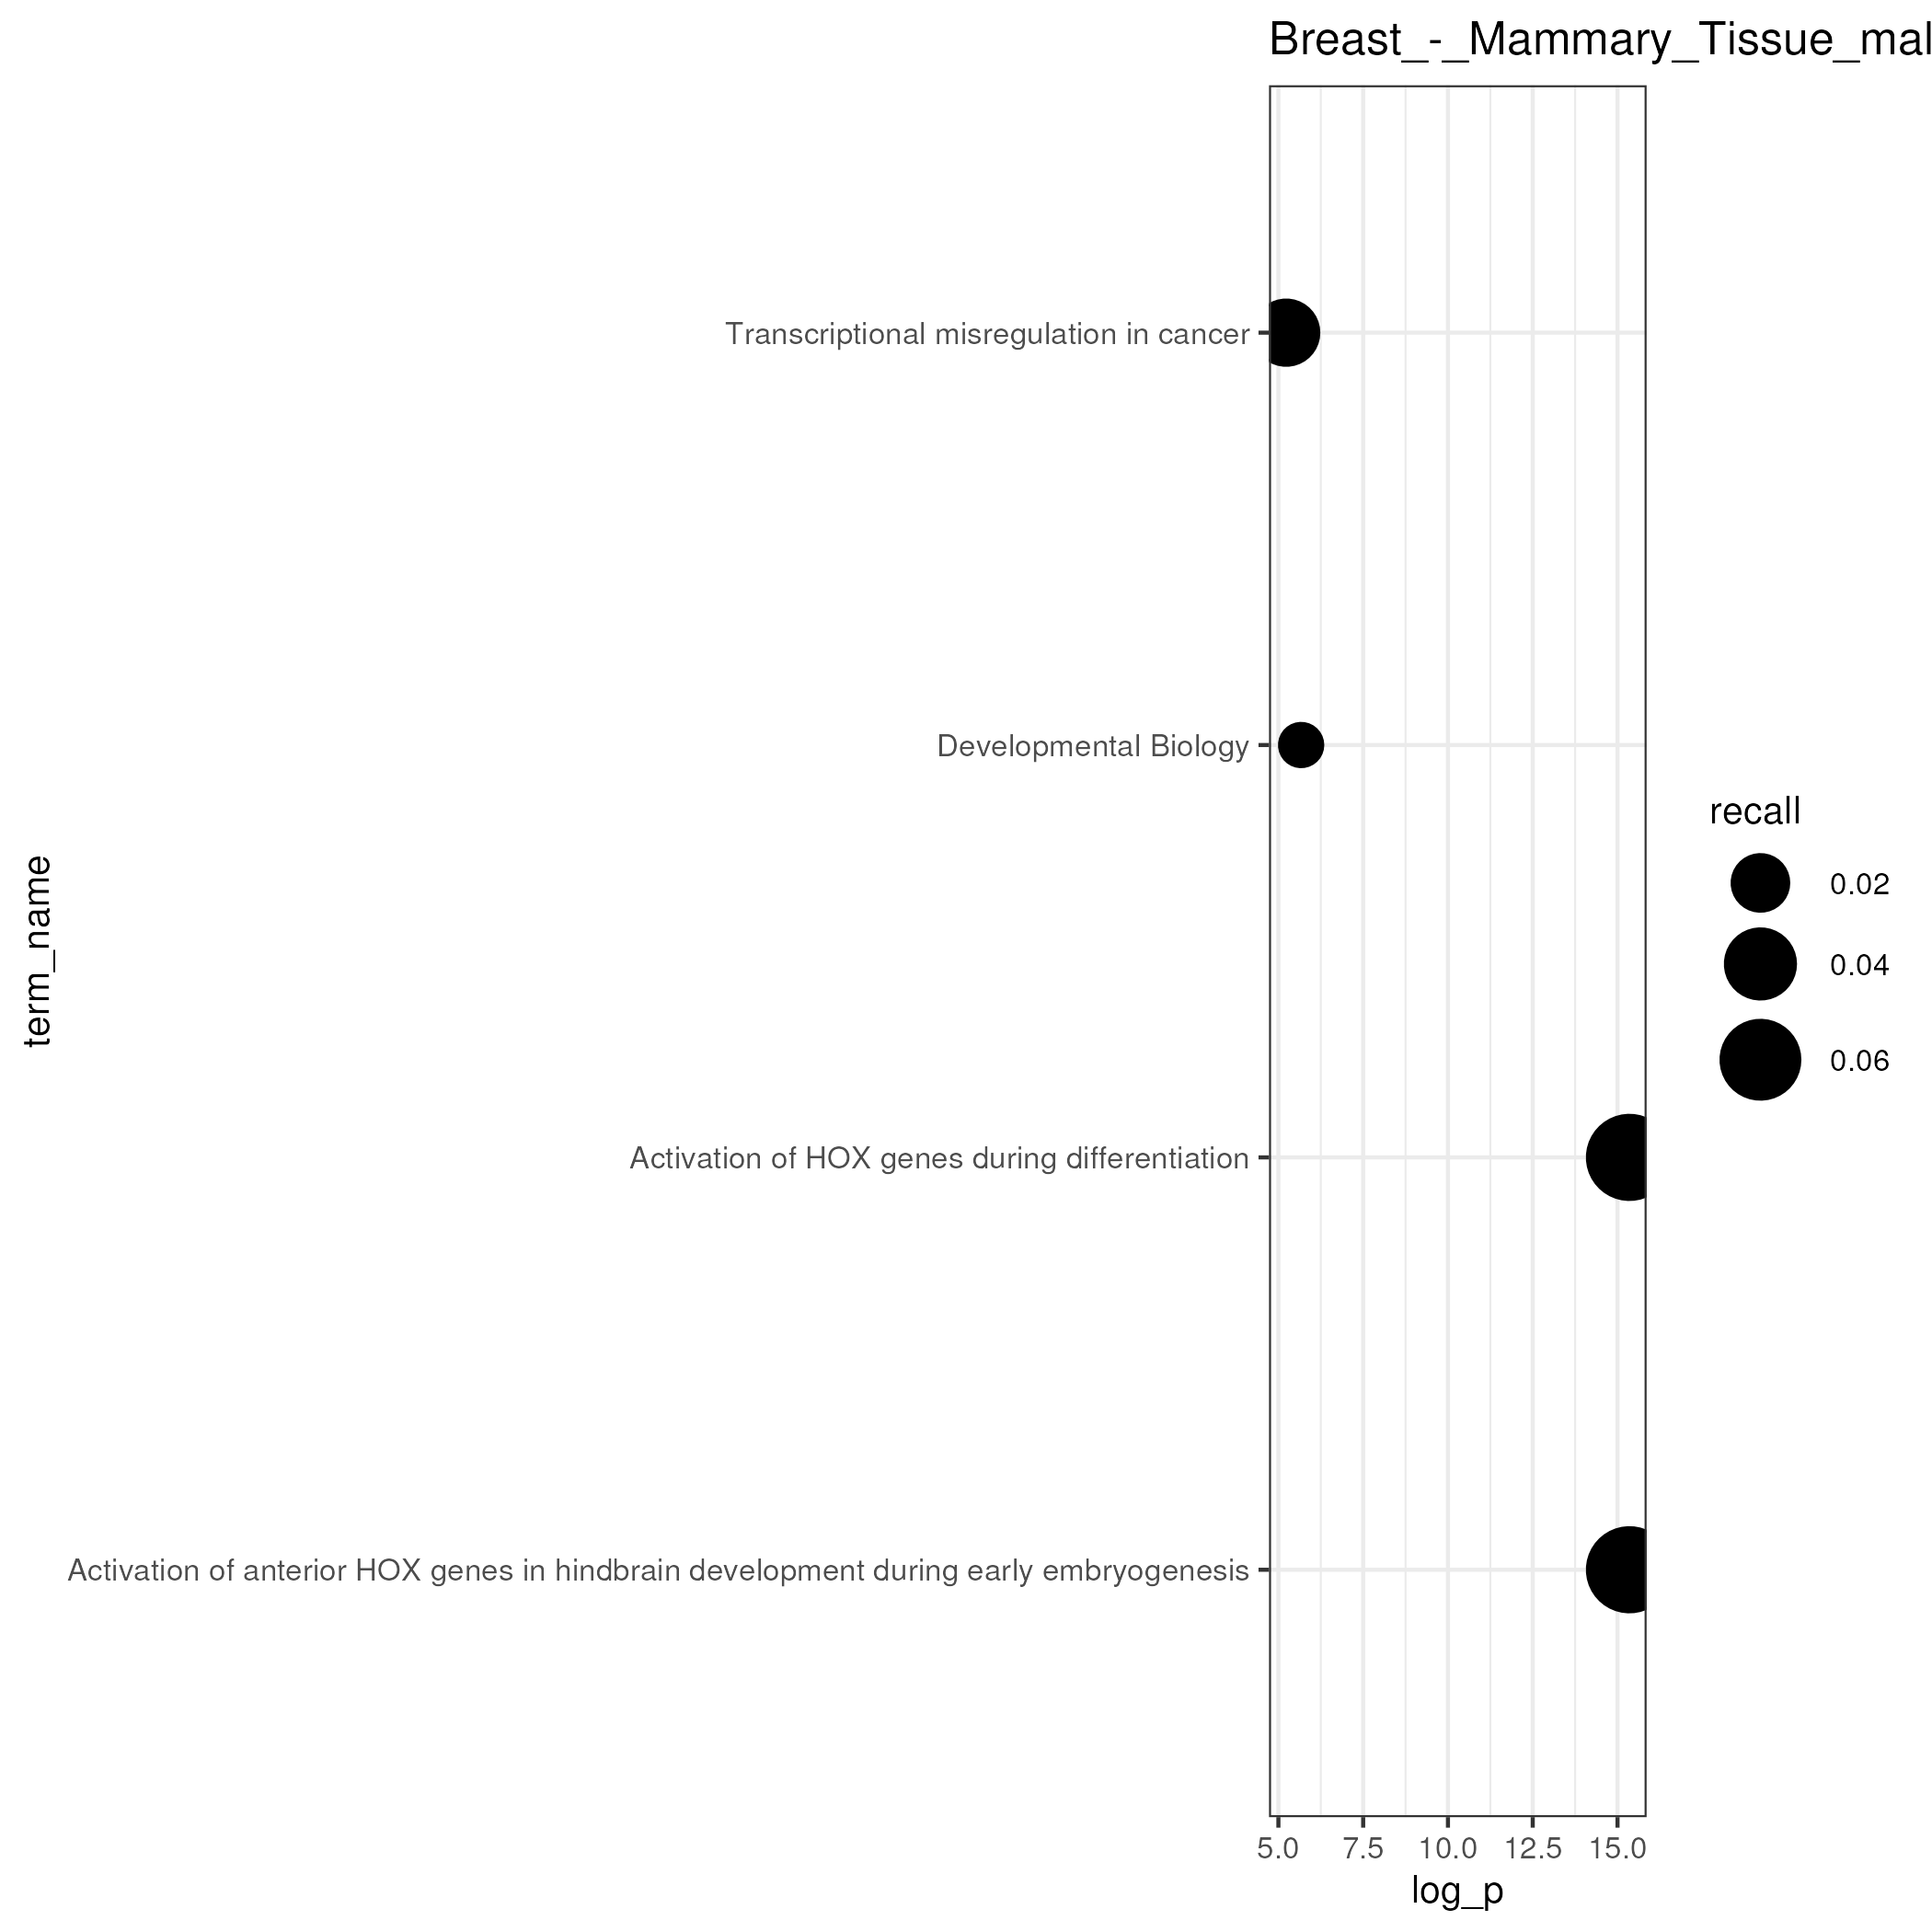 Breast_-_Mammary_Tissue_mal
Transcriptional misregulation in cancer
Developmental Biology
Activation of HOX genes during differentiation
Activation of anterior HOX genes in hindbrain development during early embryogenesis
term_name
5.0 7.5 10.0 12.5 15.0
log_p
recall
0.02
0.04
0.06